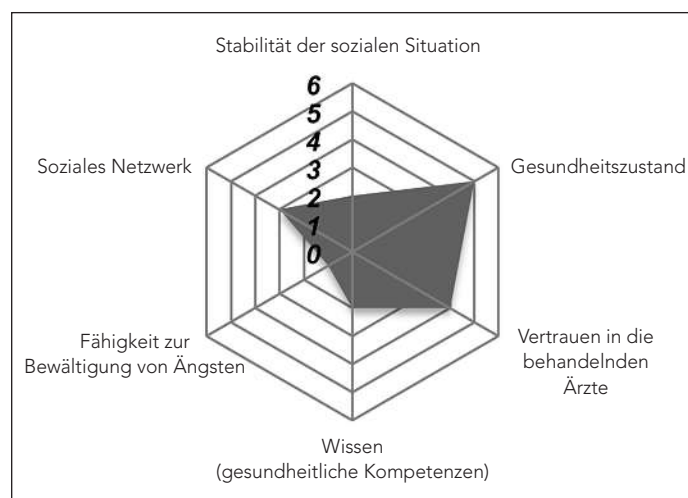 Stabilität der sozialen Situation
6
5
4
3
2
1
0
Soziales Netzwerk
Gesundheitszustand
Fähigkeit zur
Bewältigung von Ängsten
Vertrauen in die
behandelnden
Ärzte
Wissen
(gesundheitliche Kompetenzen)